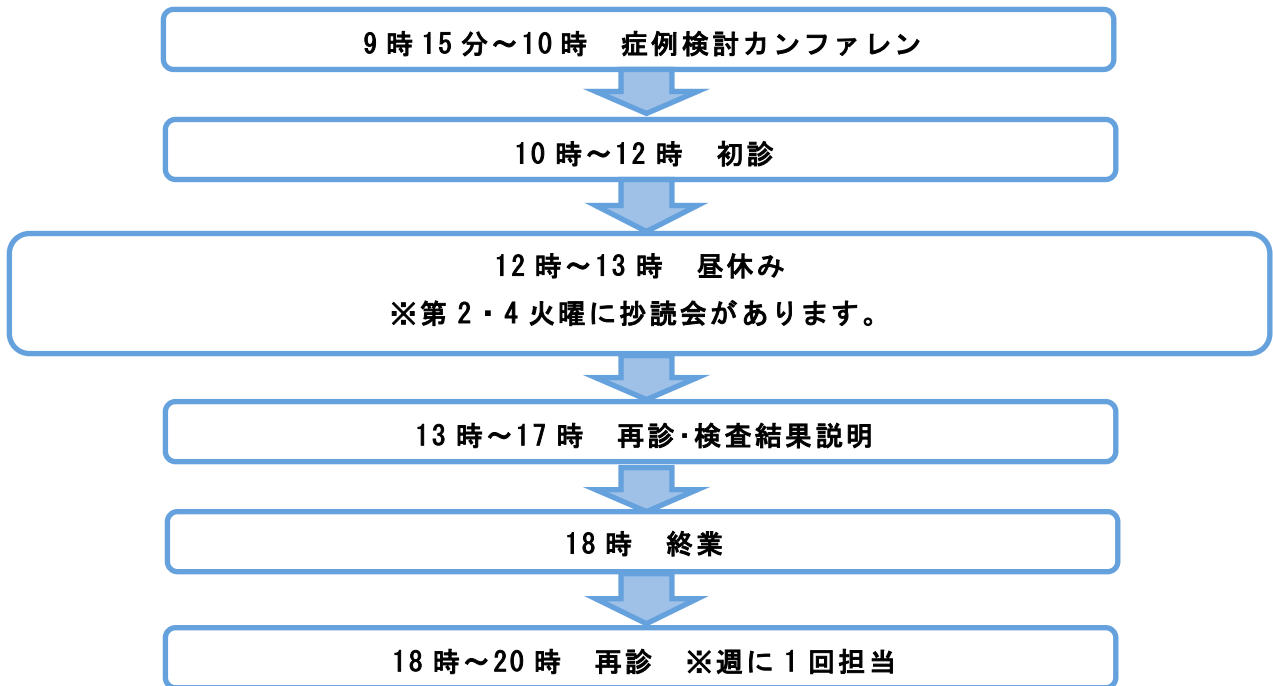 9時15分～10時　症例検討カンファレン
10時～12時　初診
12時～13時　昼休み
※第2・4火曜に抄読会があります。
13時～17時　再診・検査結果説明
18時　終業
18時～20時　再診　※週に1回担当